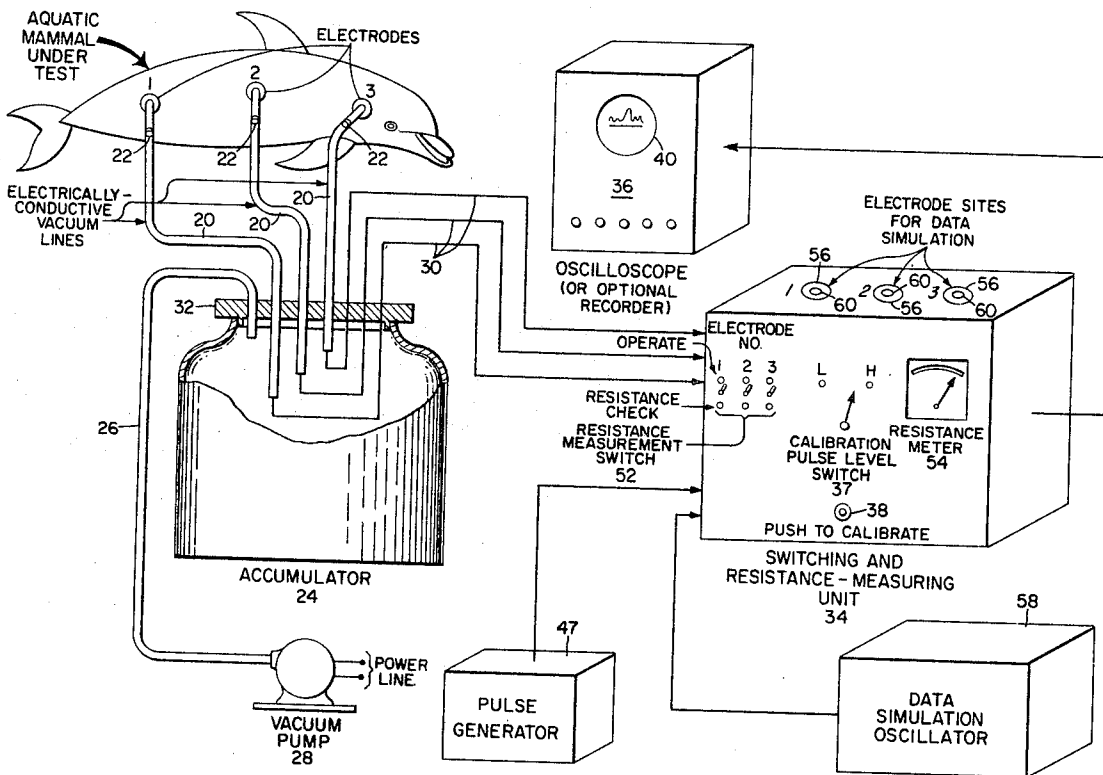 AQUATIC
MAMMAL
UNDER
TEST
ELECTRODES
1
2
3
22
22
22
ELECTRICALLY-
CONDUCTIVE
VACUUM
LINES
20
20
20
30
32
26
ACCUMULATOR
24
POWER
LINE.
VACUUM
PUMP
28
40
36
OSCILLOSCOPE
(OR OPTIONAL
RECORDER)
ELECTRODE SITES
FOR DATA
SIMULATION
56
60
56
1
60
2
56
3
60
ELECTRODE
NO.
OPERATE
1 2 3
L H
RESISTANCE
CHECK
RESISTANCE
MEASUREMENT
SWITCH
52
CALIBRATION
PULSE LEVEL
SWITCH
37
RESISTANCE
METER
54
38
PUSH TO CALIBRATE
SWITCHING AND
RESISTANCE-MEASURING
UNIT
34
47
PULSE
GENERATOR
58
DATA
SIMULATION
OSCILLATOR